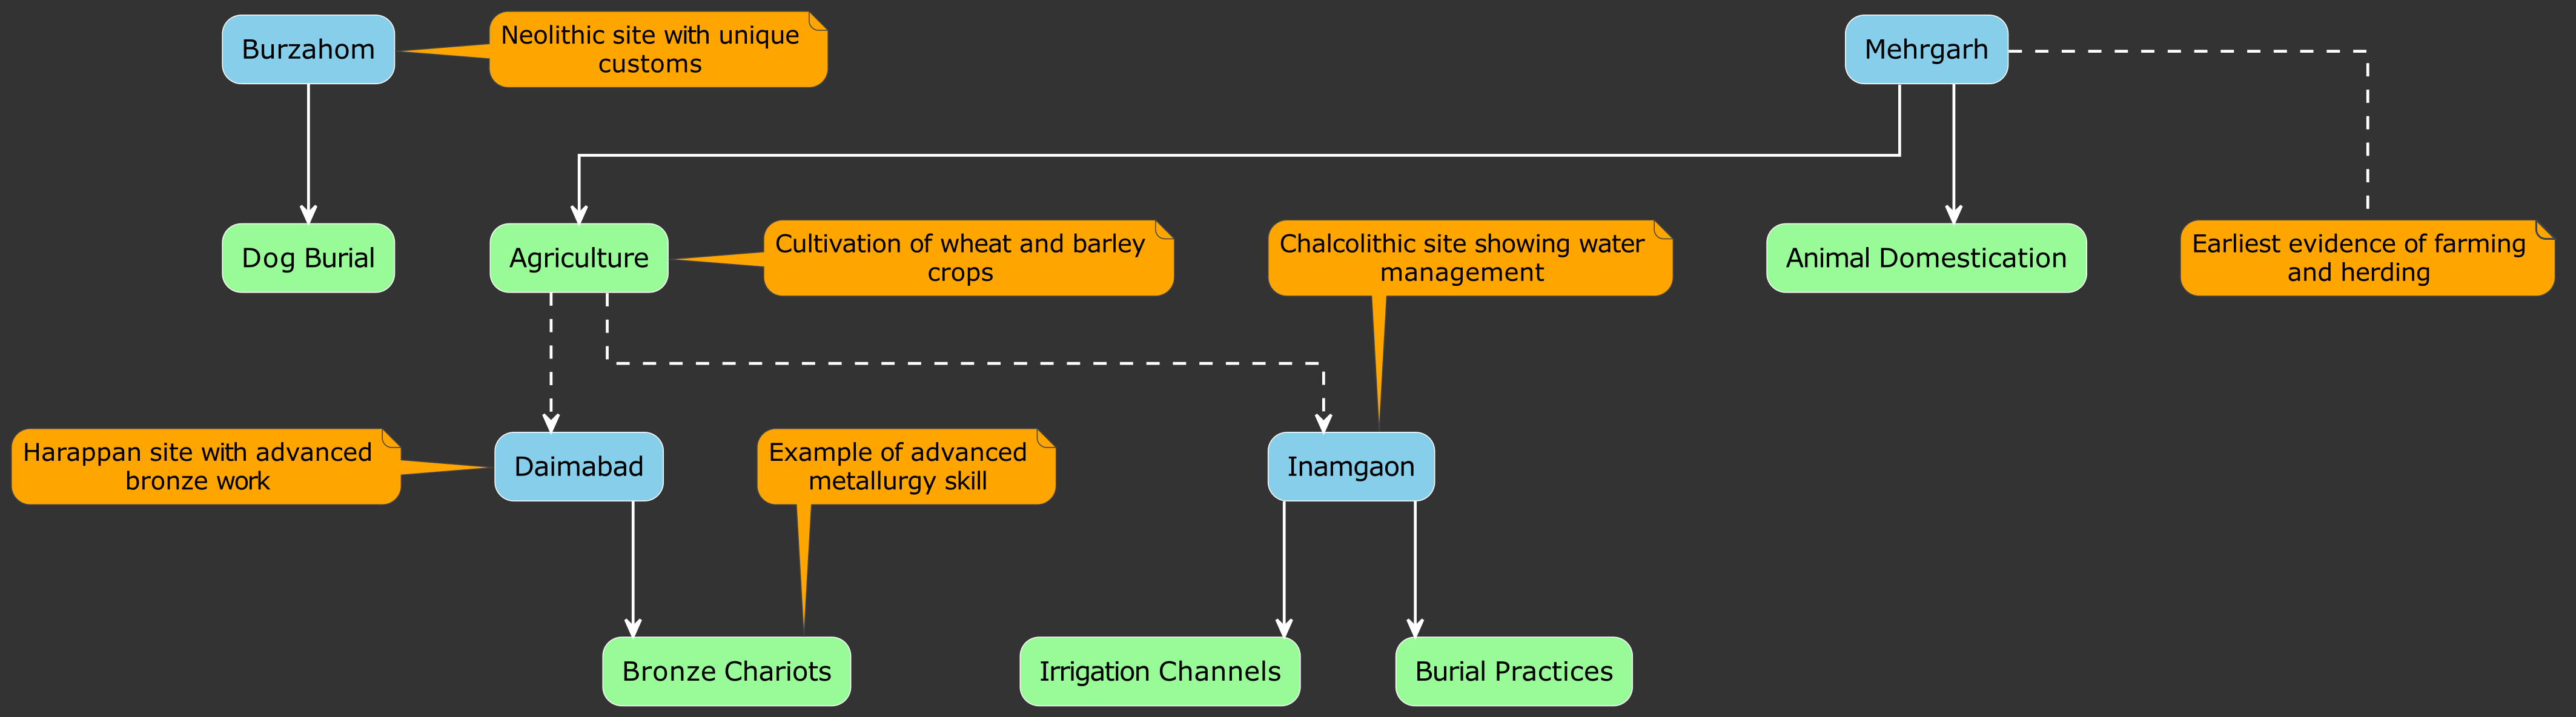 Burzahom
Neolithic site with unique
customs
Mehrgarh
Dog Burial
Agriculture
Cultivation of wheat and barley
crops
Chalcolithic site showing water
management
Animal Domestication
Earliest evidence of farming
and herding
Harappan site with advanced
bronze work
Daimabad
Example of advanced
metallurgy skill
Inamgaon
Bronze Chariots
Irrigation Channels
Burial Practices